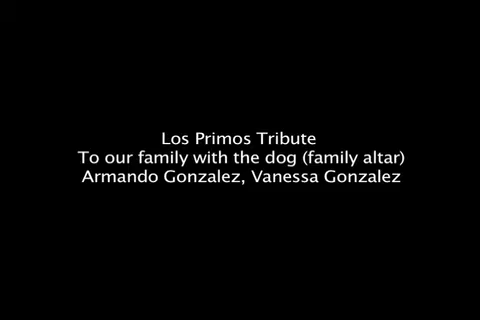 Los Primos Tribute
To our family with the dog (family altar)
Armando Gonzalez, Vanessa Gonzalez